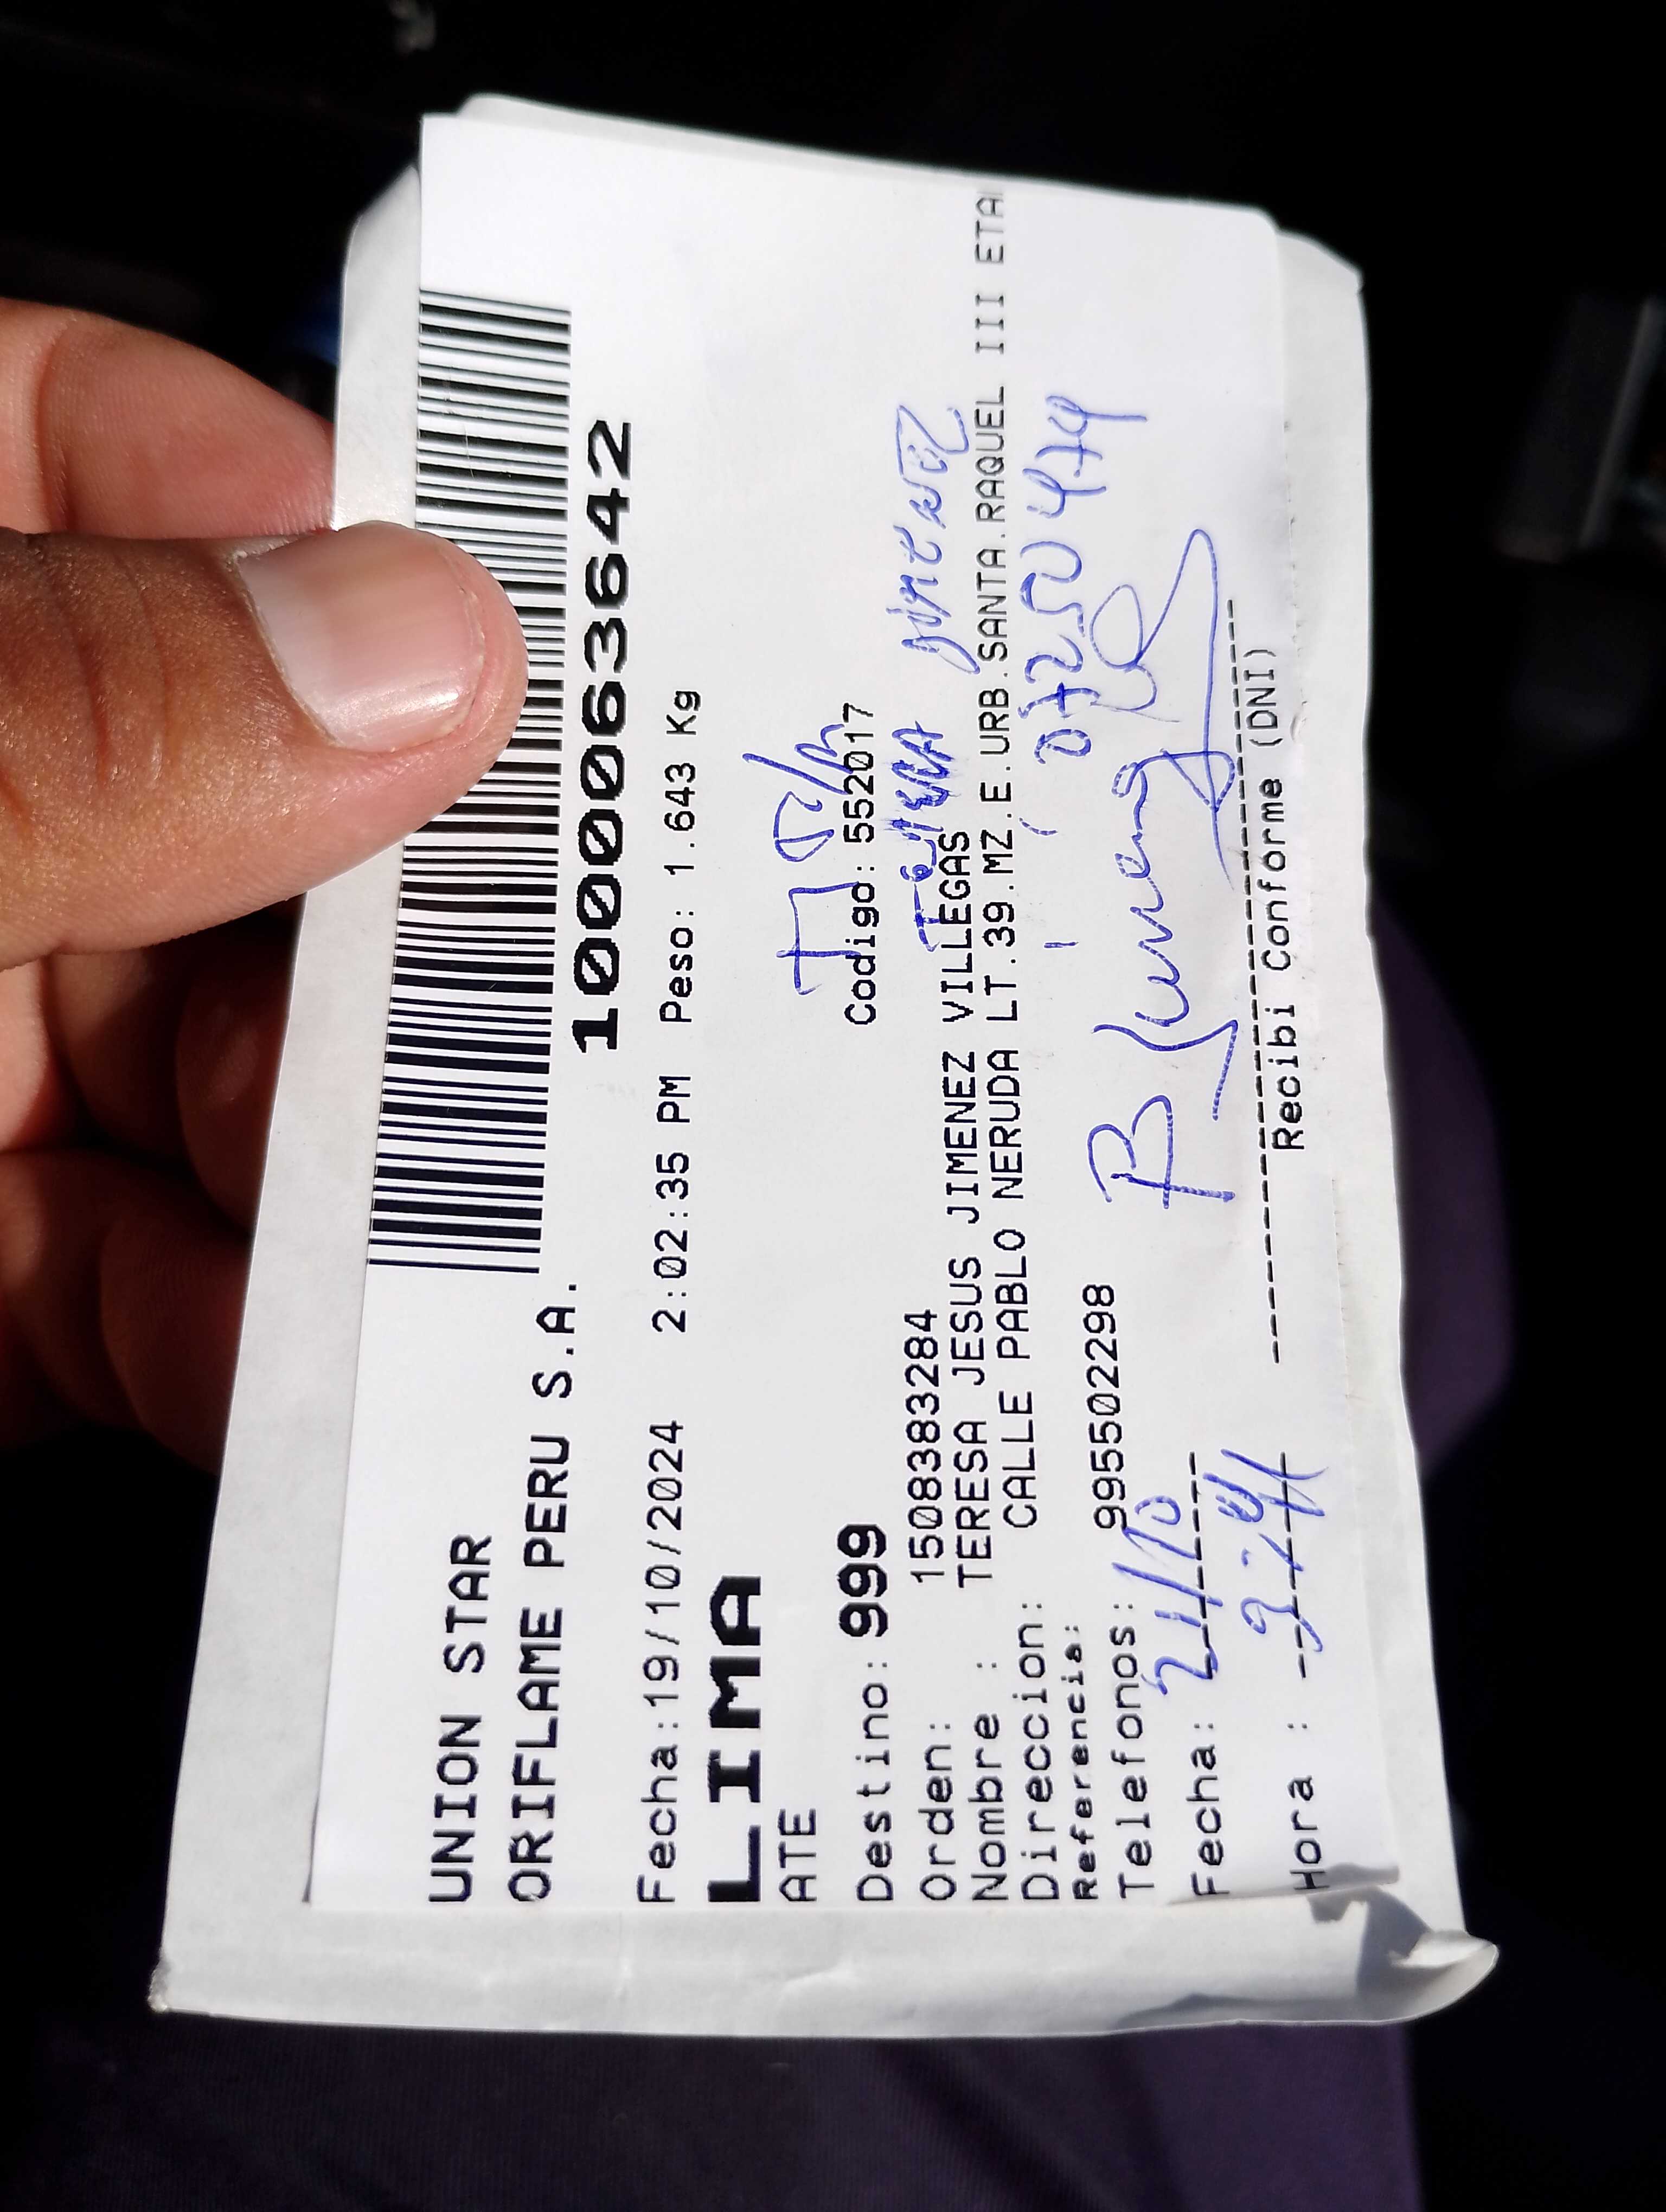 UNION STAR
ORIFLAME PERU S.A.
1000063642
Fecha:19/10/2024 2:02:35 PM Peso: 1.643 Kg
LIMA
ATE
Destino: 999 Codigo: 552017
Orden: 1508383284
Nombre : TERESA JESUS JIMENEZ VILLEGAS
Direccion: CALLE PABLO NERUDA LT.39.MZ.E.URB.SANTA.RAQUEL III ETA
Referencia:
Telefonos: 995502298
07250474
Fecha: 21/10
Hora :
Recibi Conforme (DNI)